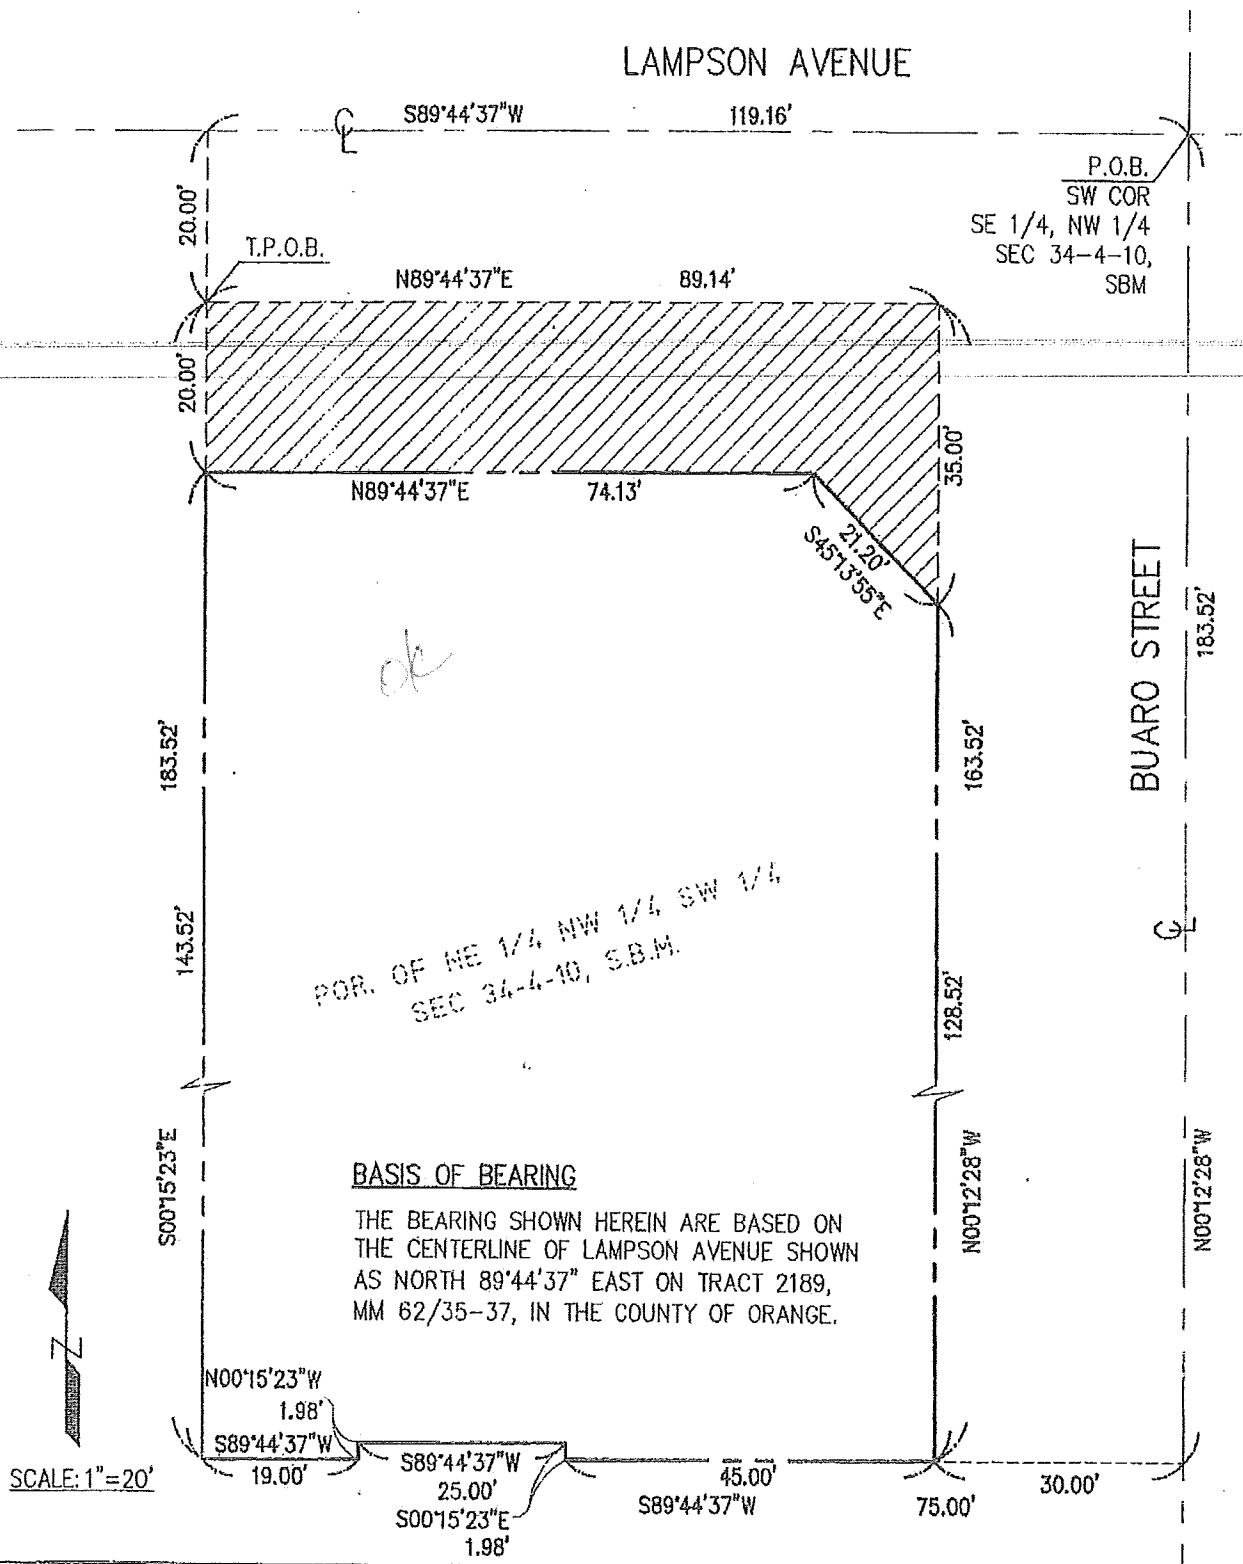 LAMPSON AVENUE
S89°44'37"W 119.16'
℄
P.O.B.
SW COR
SE 1/4, NW 1/4
SEC 34-4-10,
SBM
20.00'
T.P.O.B.
N89°44'37"E 89.14'
20.00'
35.00'
N89°44'37"E 74.13'
21.20'
S45°13'55"E
ok
BUARO STREET
183.52'
183.52'
163.52'
143.52'
POR. OF NE 1/4 NW 1/4 SW 1/4
SEC 34-4-10, S.B.M.
128.52'
℄
S00°15'23"E
N00°12'28"W
N00°12'28"W
BASIS OF BEARING
THE BEARING SHOWN HEREIN ARE BASED ON
THE CENTERLINE OF LAMPSON AVENUE SHOWN
AS NORTH 89°44'37" EAST ON TRACT 2189,
MM 62/35-37, IN THE COUNTY OF ORANGE.
N
SCALE: 1"=20'
N00°15'23"W
1.98'
S89°44'37"W
19.00'
S89°44'37"W
25.00'
S00°15'23"E
1.98'
45.00'
S89°44'37"W
75.00'
30.00'